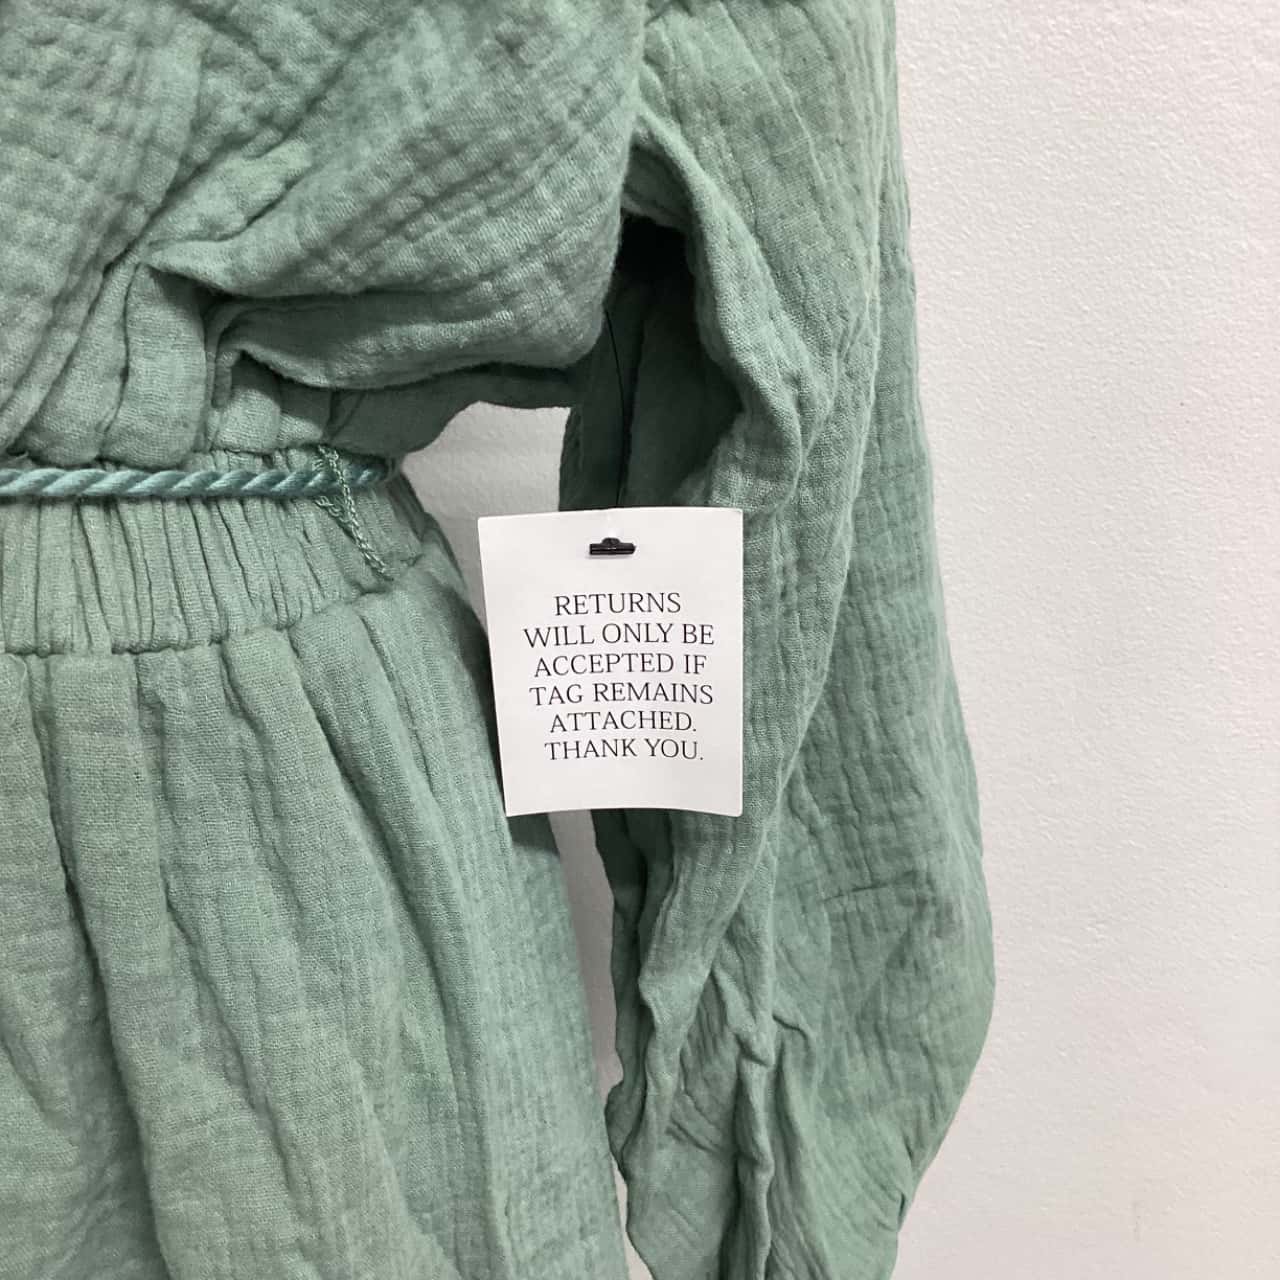 RETURNS
WILL ONLY BE
ACCEPTED IF
TAG REMAINS
ATTACHED.
THANK YOU.